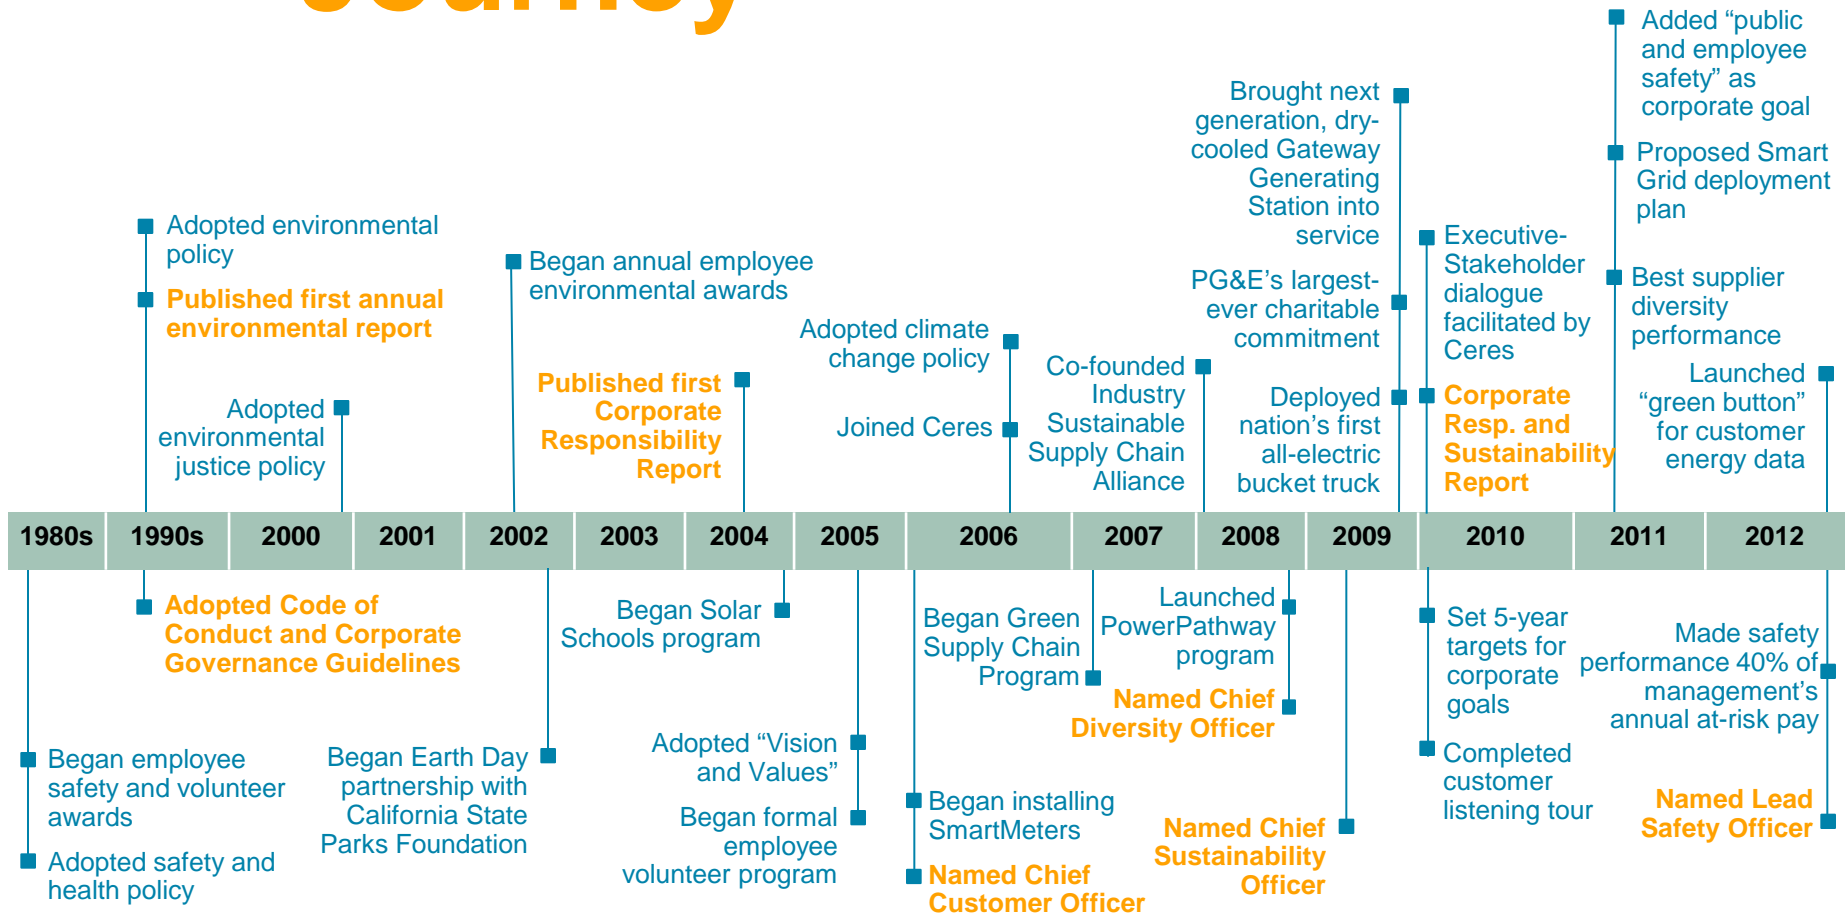 Journey
Added “public
and employee
safety” as
corporate goal
Brought next
generation, dry-
cooled Gateway
Generating
Station into
service
Proposed Smart
Grid deployment
plan
Adopted environmental
policy
Published first annual
environmental report
Began annual employee
environmental awards
Executive-
Stakeholder
dialogue
facilitated by
Ceres
PG&E’s largest-
ever charitable
commitment
Best supplier
diversity
performance
Adopted climate
change policy
Joined Ceres
Co-founded
Industry
Sustainable
Supply Chain
Alliance
Published first
Corporate
Responsibility
Report
Adopted
environmental
justice policy
Deployed
nation’s first
all-electric
bucket truck
Corporate
Resp. and
Sustainability
Report
Launched
“green button”
for customer
energy data
1980s 1990s 2000 2001 2002 2003 2004 2005 2006 2007 2008 2009 2010 2011 2012
Adopted Code of
Conduct and Corporate
Governance Guidelines
Began Solar
Schools program
Began Green
Supply Chain
Program
Launched
PowerPathway
program
Named Chief
Diversity Officer
Set 5-year
targets for
corporate
goals
Made safety
performance 40% of
management’s
annual at-risk pay
Began employee
safety and volunteer
awards
Adopted safety and
health policy
Began Earth Day
partnership with
California State
Parks Foundation
Adopted “Vision
and Values”
Began formal
employee
volunteer program
Began installing
SmartMeters
Named Chief
Customer Officer
Named Chief
Sustainability
Officer
Completed
customer
listening tour
Named Lead
Safety Officer